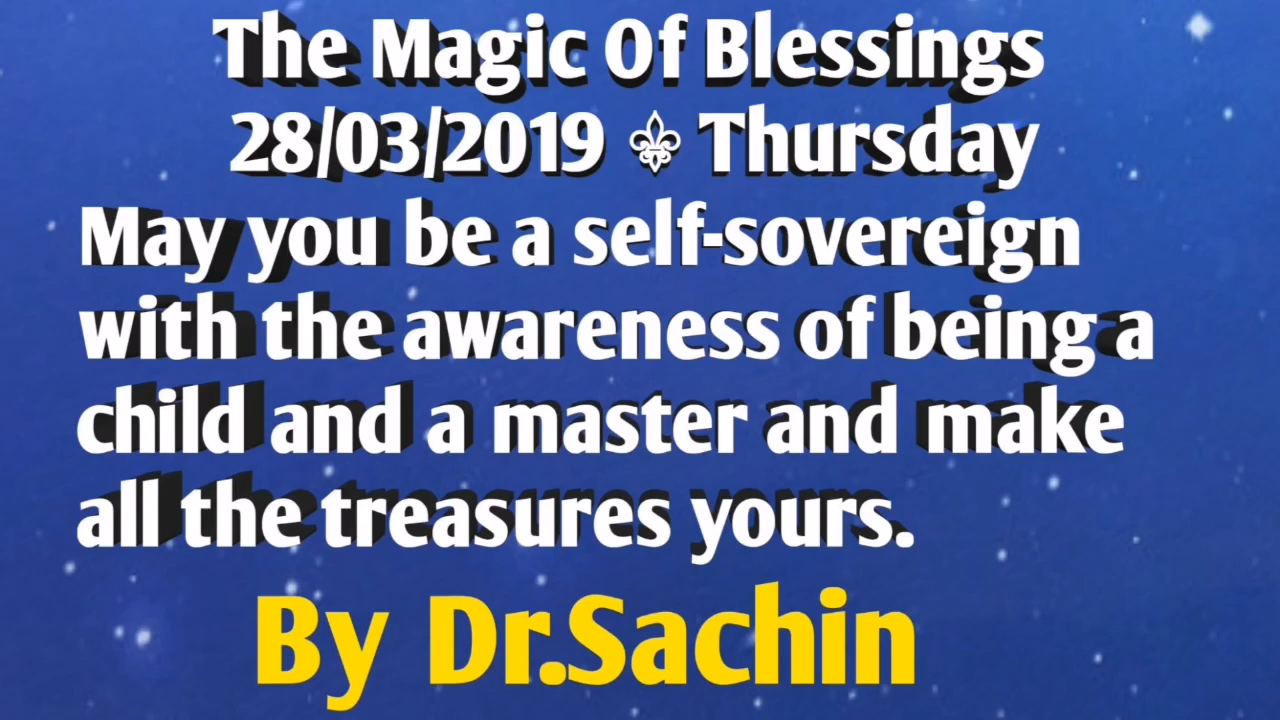 The Magic Of Blessings
28/03/2019 ⚜ Thursday
May you be a self-sovereign
with the awareness of being a
child and a master and make
all the treasures yours.
By Dr.Sachin